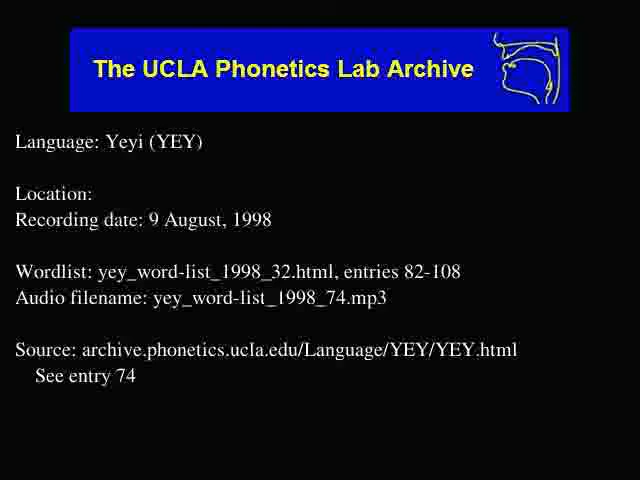 The UCLA Phonetics Lab Archive
Language: Yeyi (YEY)
Location:
Recording date: 9 August, 1998
Wordlist: yey_word-list_1998_32.html, entries 82-108
Audio filename: yey_word-list_1998_74.mp3
Source: archive.phonetics.ucla.edu/Language/YEY/YEY.html
See entry 74